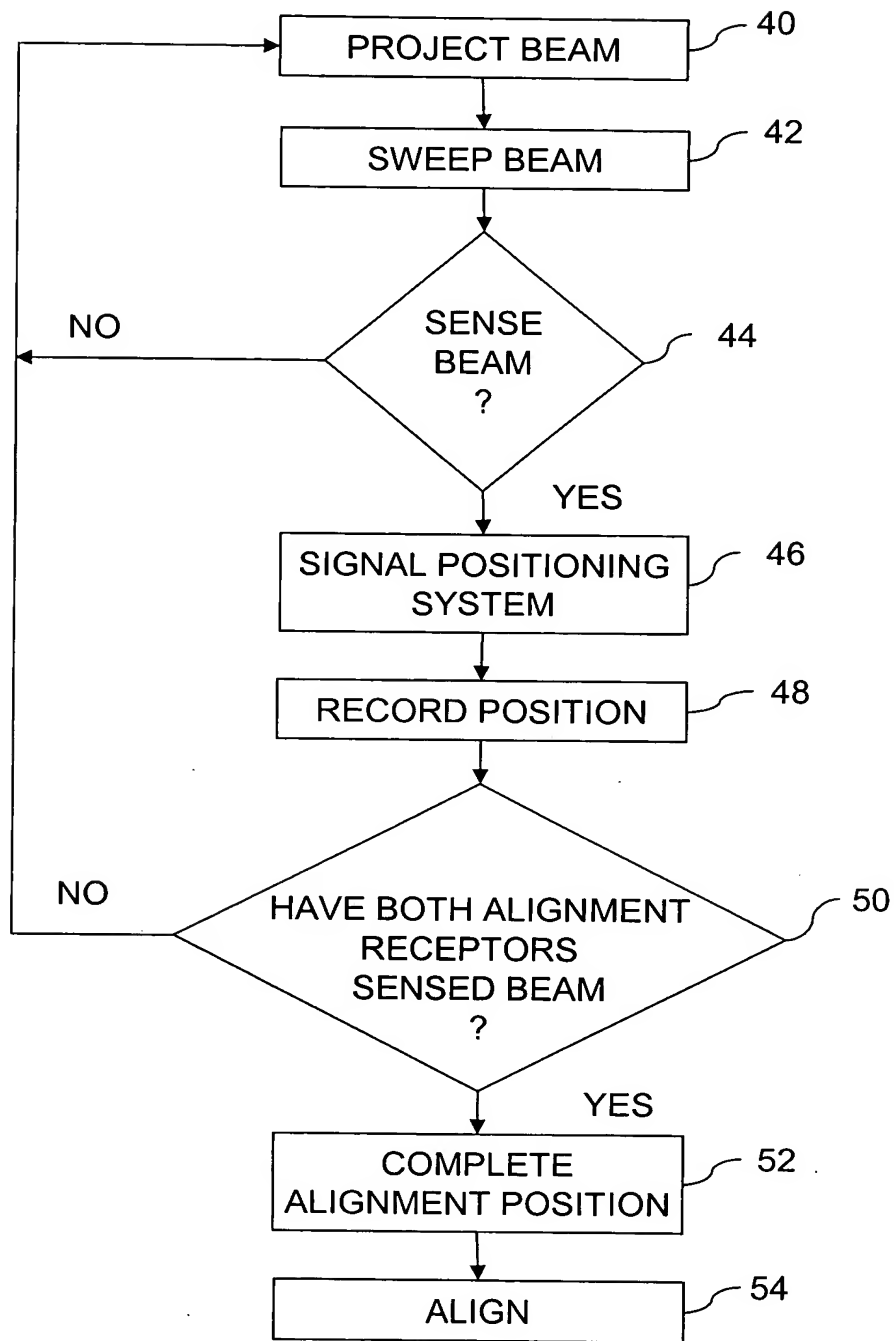 PROJECT BEAM
40
SWEEP BEAM
42
SENSE
BEAM
?
44
NO
YES
SIGNAL POSITIONING
SYSTEM
46
RECORD POSITION
48
HAVE BOTH ALIGNMENT
RECEPTORS
SENSED BEAM
?
50
NO
YES
COMPLETE
ALIGNMENT POSITION
52
ALIGN
54